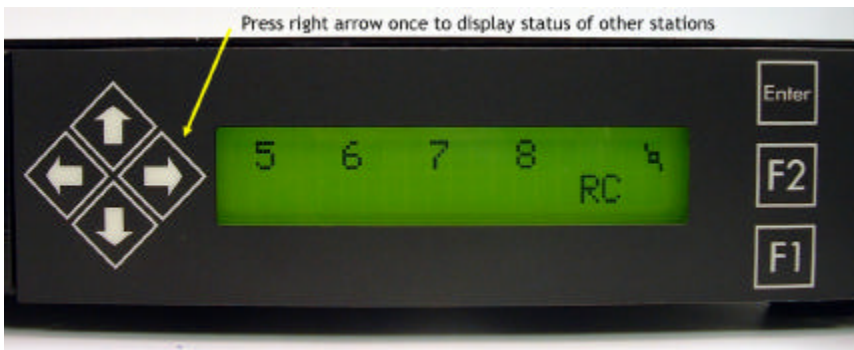 Press right arrow once to display status of other stations
Enter
5 6 7 8
RC
F2
F1